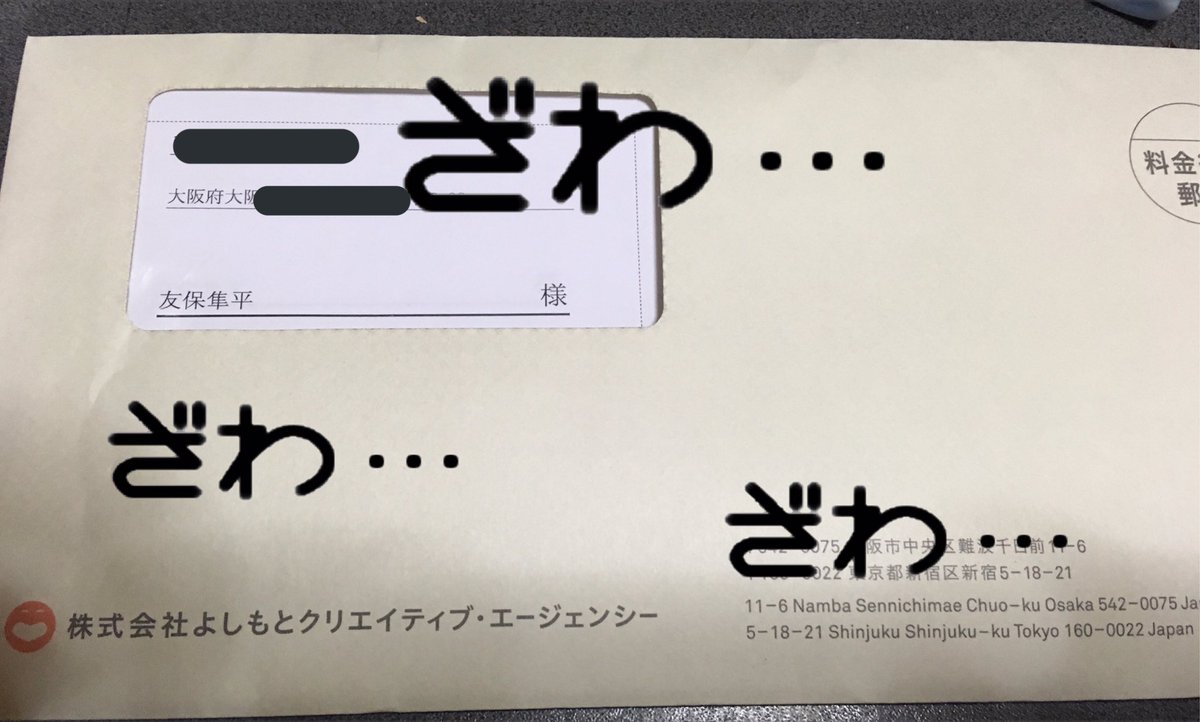 ざわ…
大阪府大阪
料金
郵
友保隼平 様
ざわ…
ざわ…
542-0075 大阪市中央区難波千日前11-6
0022 東京都新宿区新宿5-18-21
11-6 Namba Sennichimae Chuo-ku Osaka 542-0075
株式会社よしもとクリエイティブ・エージェンシー
5-18-21 Shinjuku Shinjuku-ku Tokyo 160-0022 Japan